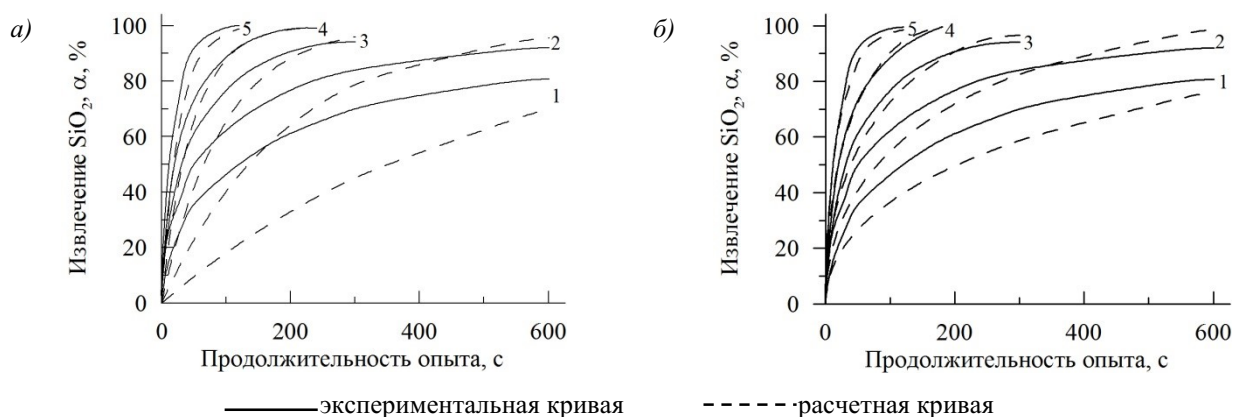 а)
Извлечение SiO₂, α, %
100
80
60
40
20
0
5
4
3
2
1
0 200 400 600
Продолжительность опыта, с
б)
Извлечение SiO₂, α, %
100
80
60
40
20
0
5
4
3
2
1
0 200 400 600
Продолжительность опыта, с
экспериментальная кривая
расчетная кривая